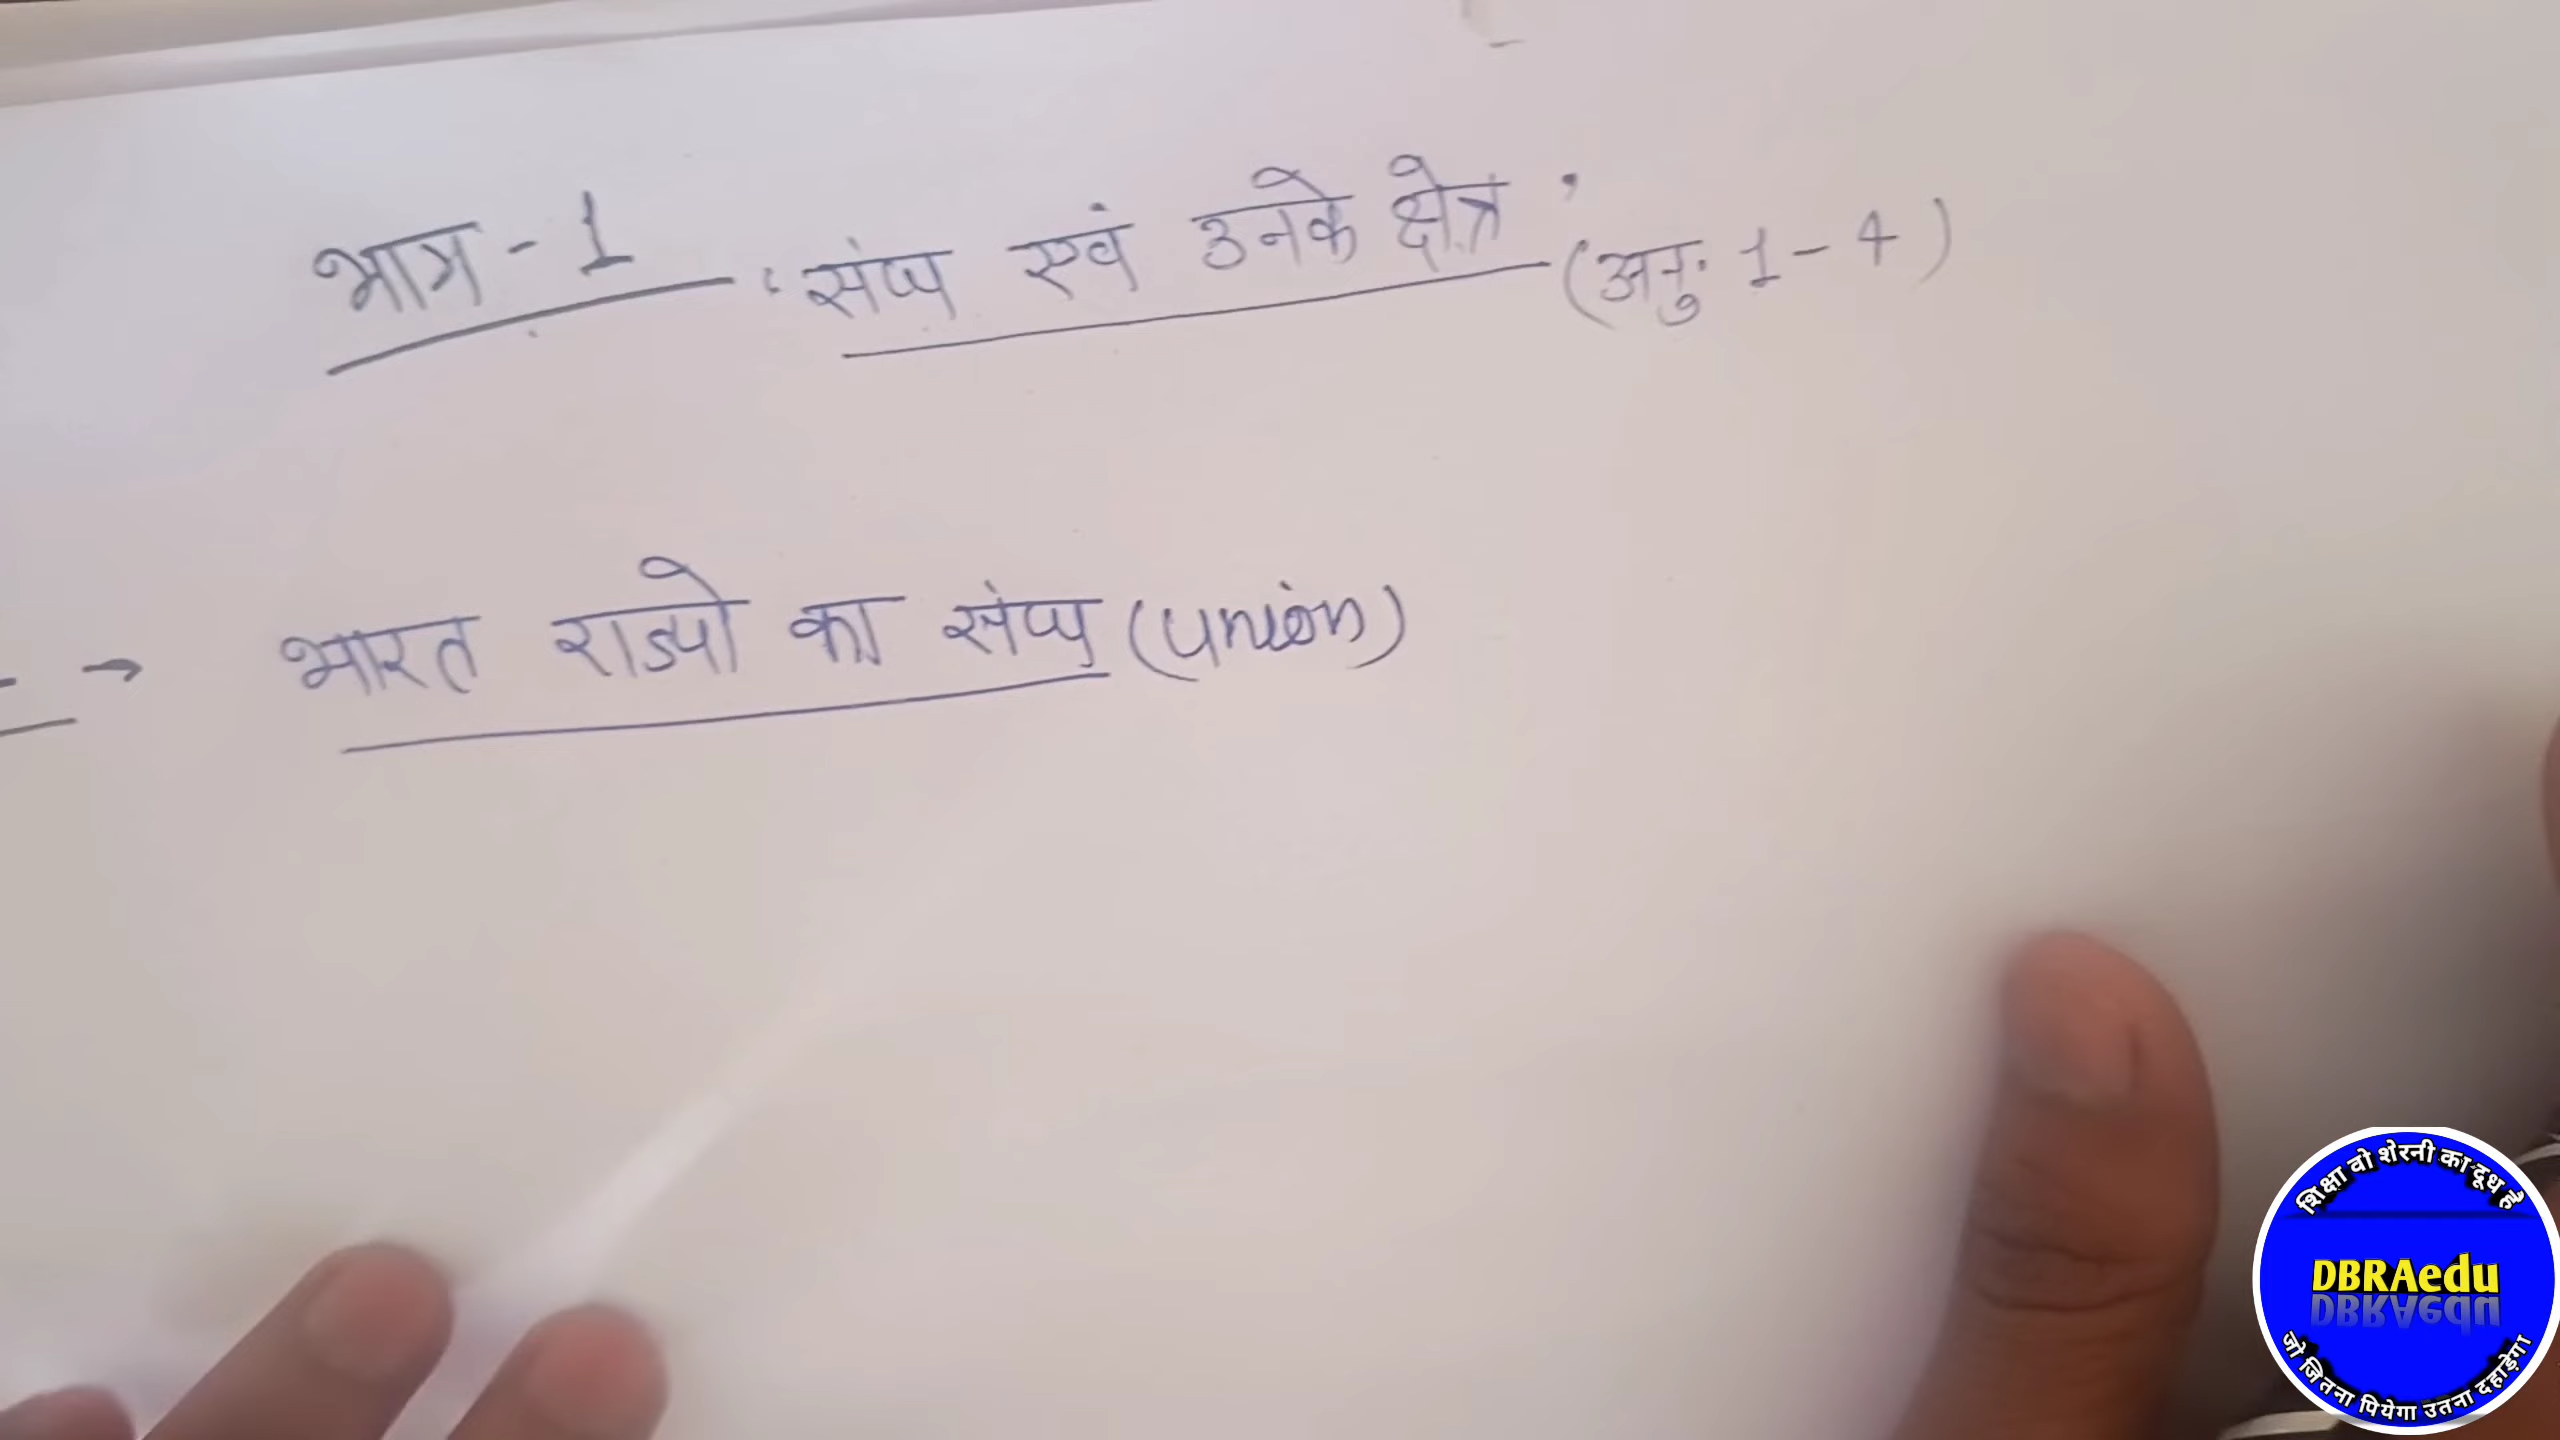 भाग - 1 'संघ एवं उनके क्षेत्र' (अनु. 1 - 4)
- → भारत राज्यो का संघ (Union)
शिक्षा वो शेरनी का दूध है
DBRAedu
जो जितना पियेगा उतना दहाड़ेगा